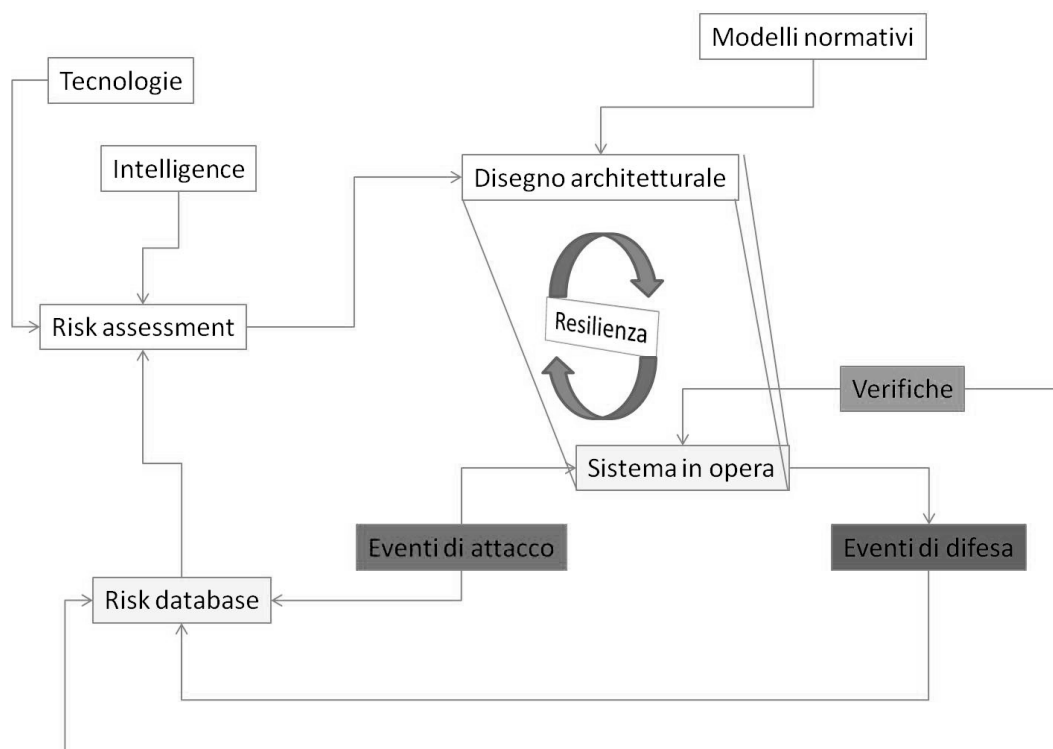 Modelli normativi
Tecnologie
Intelligence
Disegno architetturale
Risk assessment
Resilienza
Verifiche
Sistema in opera
Eventi di attacco
Eventi di difesa
Risk database